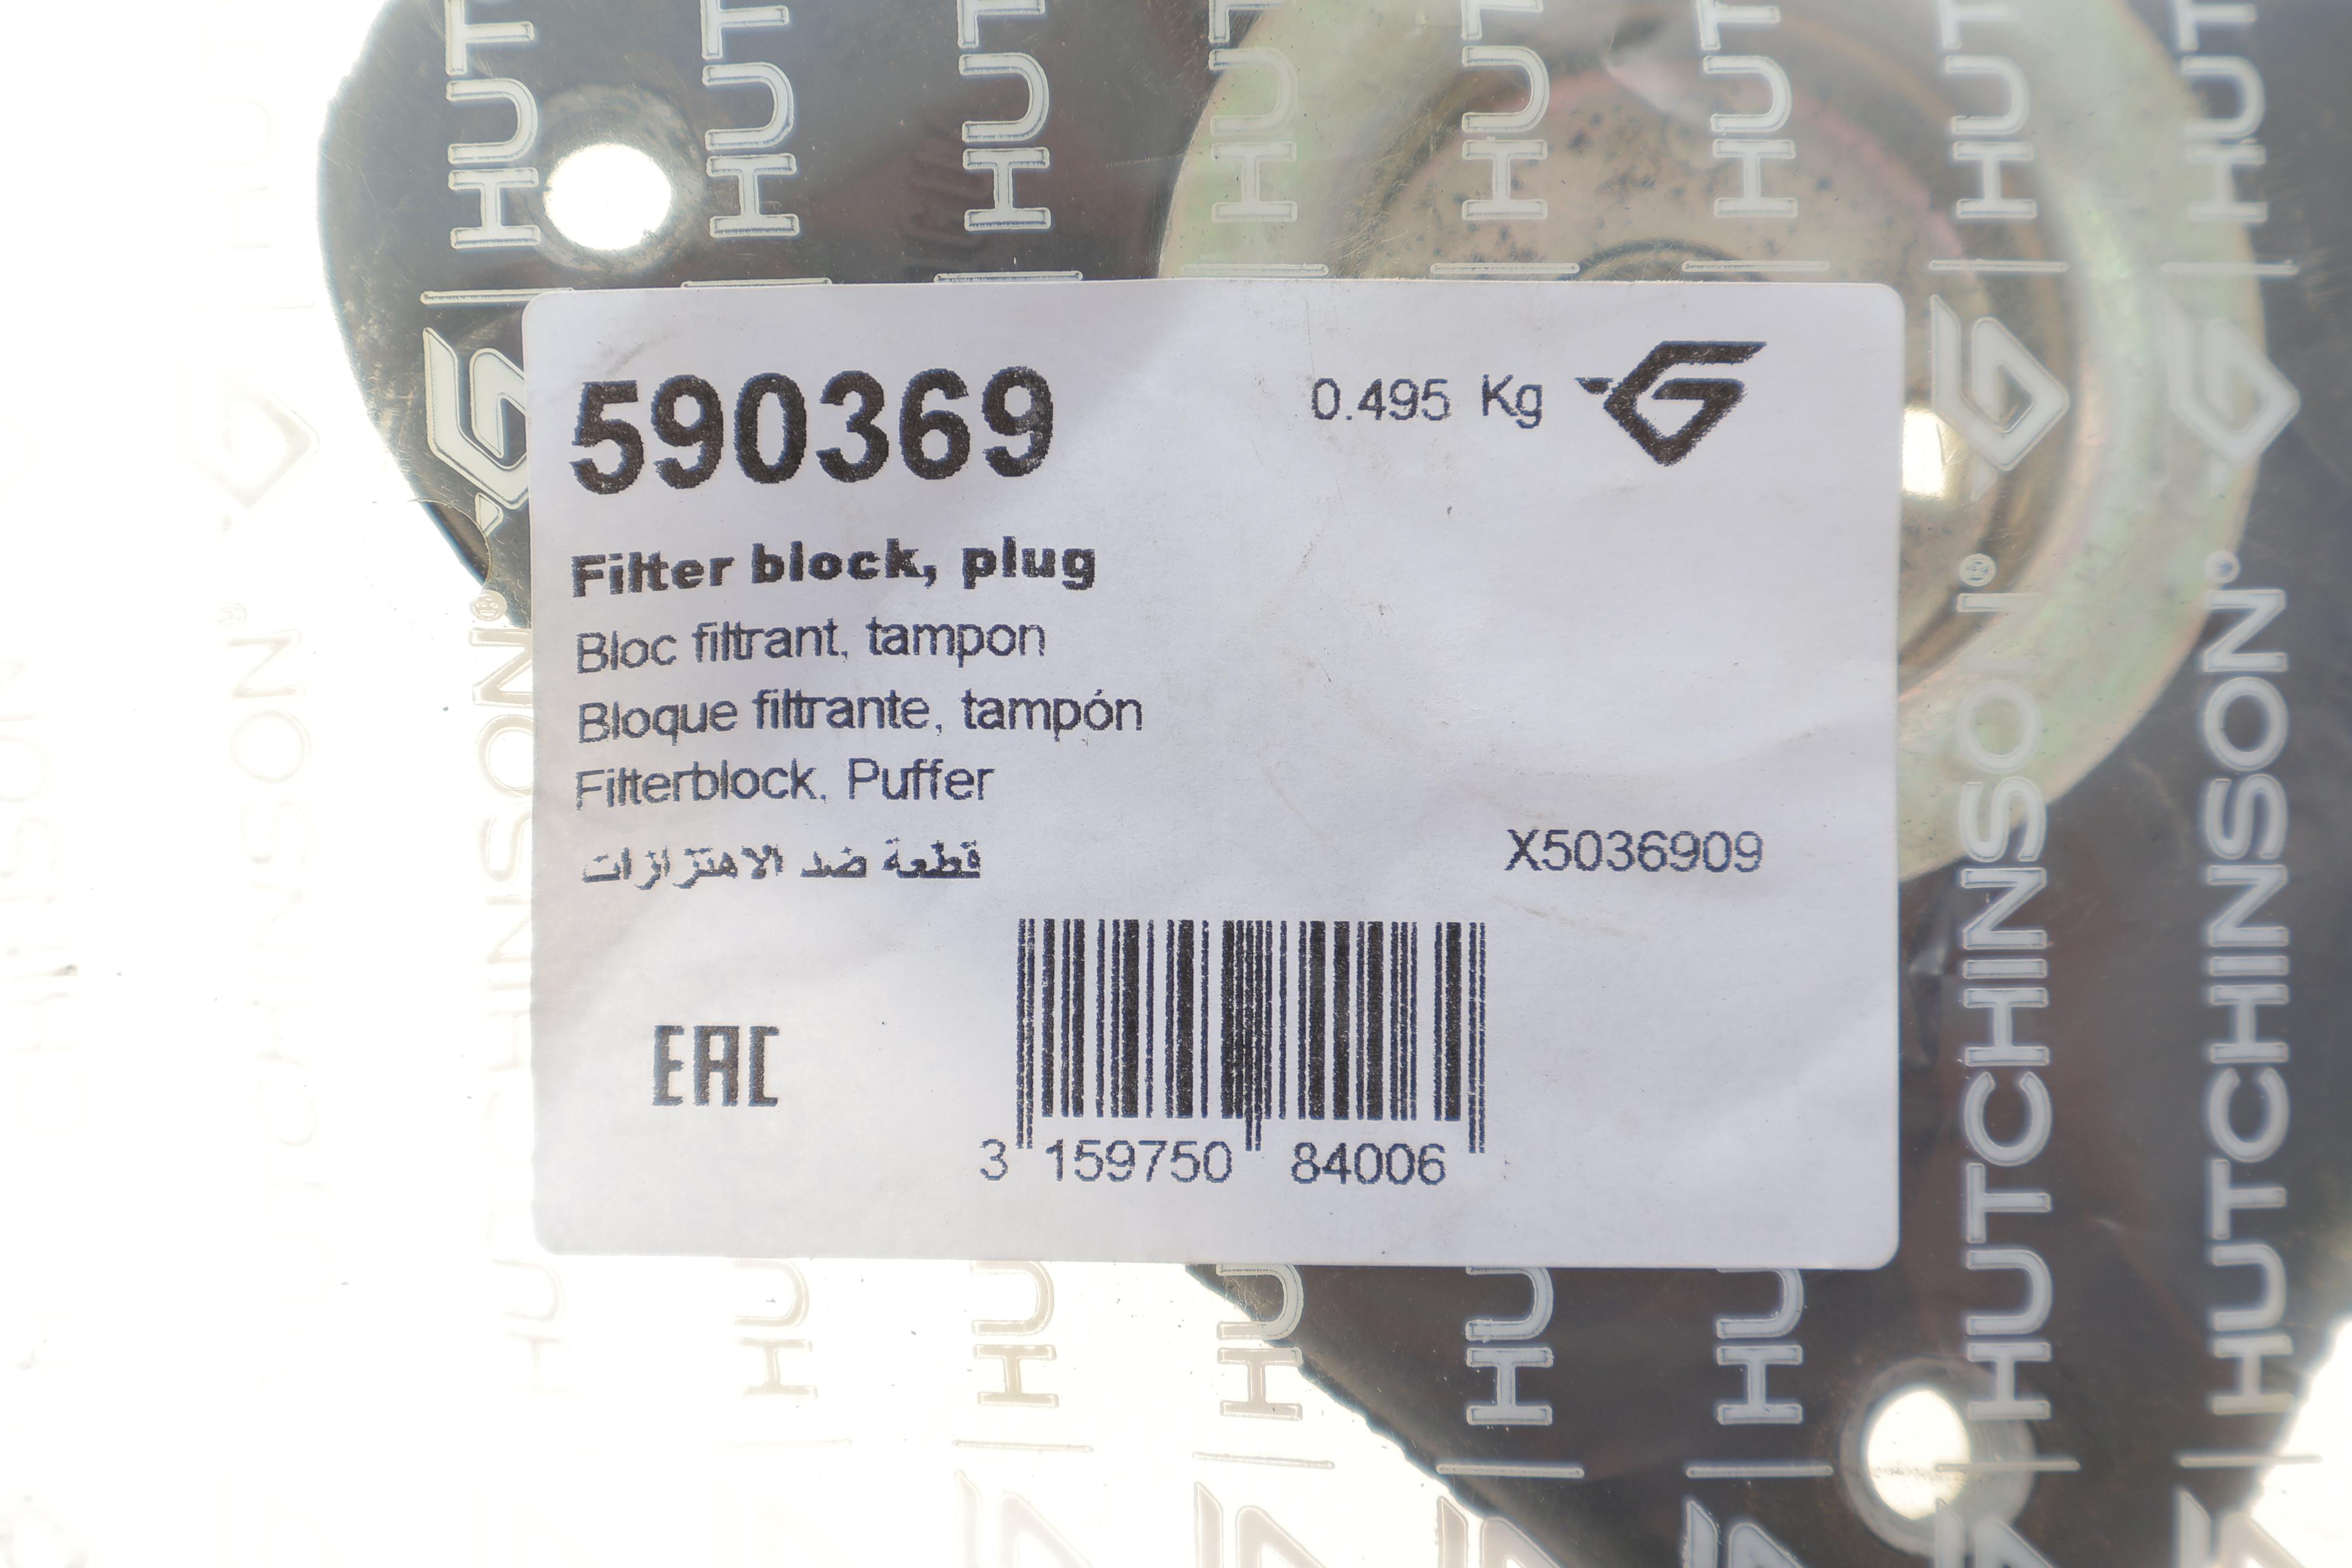 590369
0.495 Kg
Filter block, plug
Bloc filtrant, tampon
Bloque filtrante, tampón
Filterblock, Puffer
قطعة ضد الاهتزازات
X5036909
EAC
3 159750 84006
HUTCHINSON®
HUTCHINSON®